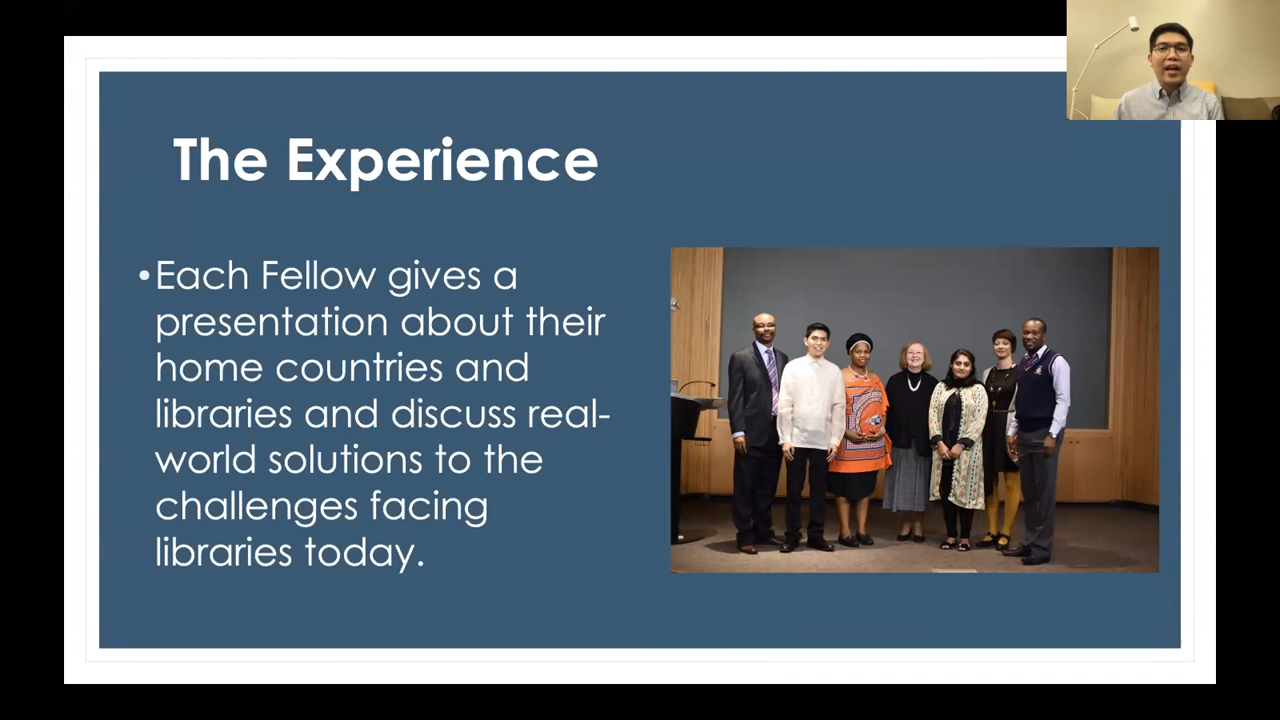 The Experience
•Each Fellow gives a
presentation about their
home countries and
libraries and discuss real-
world solutions to the
challenges facing
libraries today.